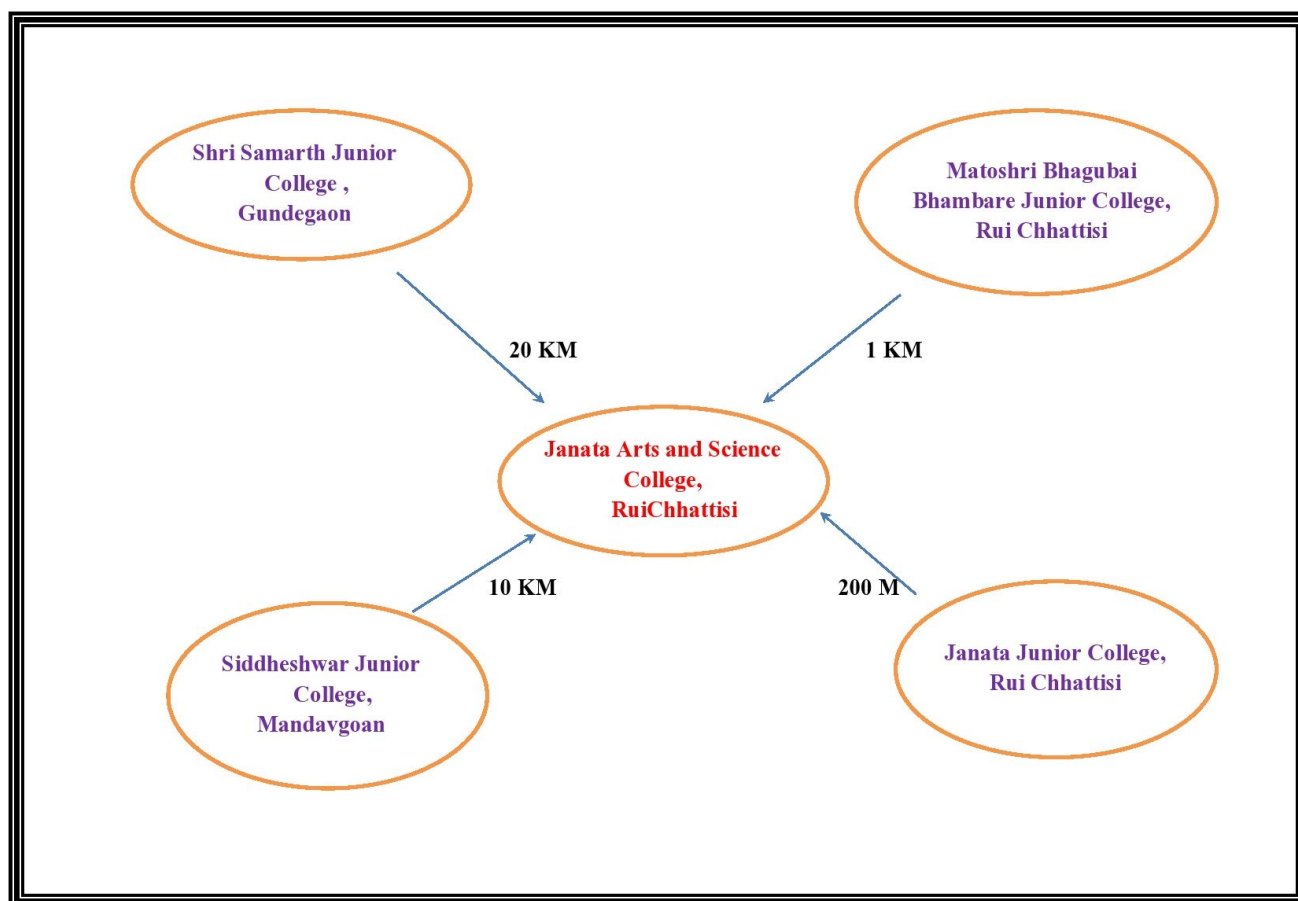 Shri Samarth Junior
College ,
Gundegaon
Matoshri Bhagubai
Bhambare Junior College,
Rui Chhattisi
20 KM
1 KM
Janata Arts and Science
College,
RuiChhattisi
10 KM
200 M
Siddheshwar Junior
College,
Mandavgoan
Janata Junior College,
Rui Chhattisi